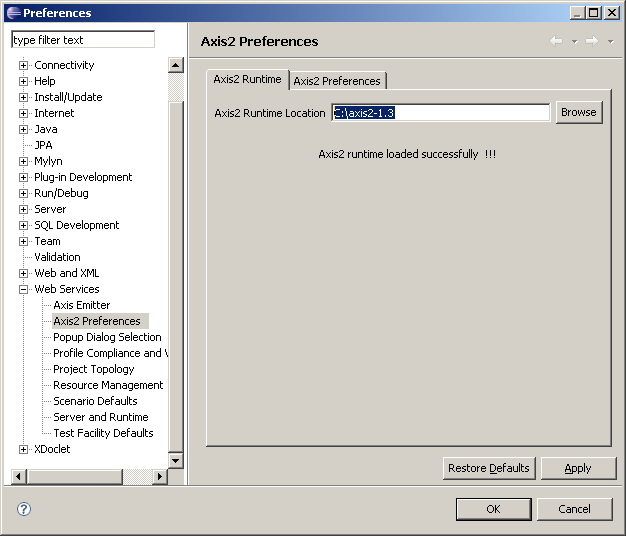 Preferences
type filter text
Connectivity
Help
Install/Update
Internet
Java
JPA
Mylyn
Plug-in Development
Run/Debug
Server
SQL Development
Team
Validation
Web and XML
Web Services
Axis Emitter
Axis2 Preferences
Popup Dialog Selection
Profile Compliance and V
Project Topology
Resource Management
Scenario Defaults
Server and Runtime
Test Facility Defaults
XDoclet
Axis2 Preferences
Axis2 Runtime
Axis2 Preferences
Axis2 Runtime Location C:\axis2-1.3 Browse
Axis2 runtime loaded successfully !!!
Restore Defaults Apply
? OK Cancel